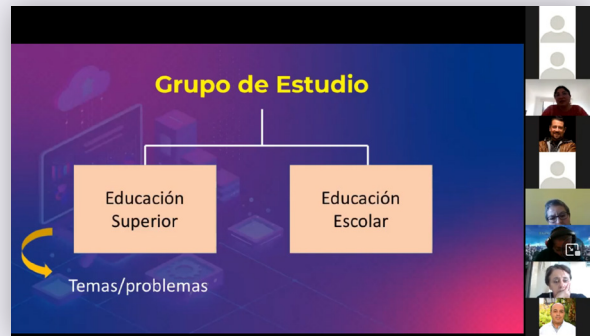 Grupo de Estudio
Educación
Superior
Educación
Escolar
Temas/problemas